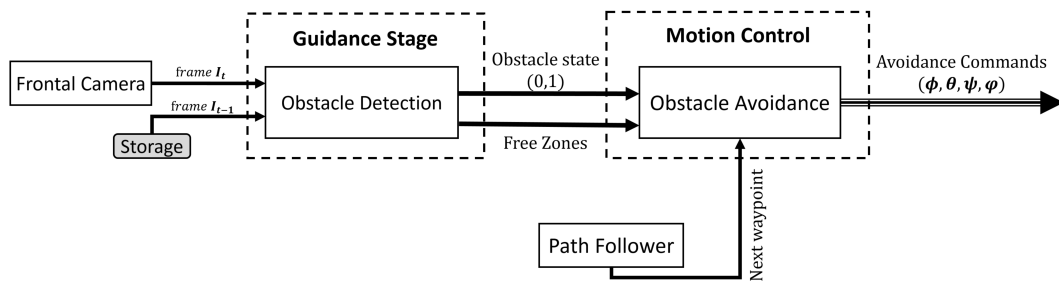 Guidance Stage
Motion Control
Frontal Camera
frame I_t
frame I_{t−1}
Storage
Obstacle Detection
Obstacle state
(0,1)
Free Zones
Obstacle Avoidance
Avoidance Commands
(ϕ, θ, ψ, φ)
Path Follower
Next waypoint